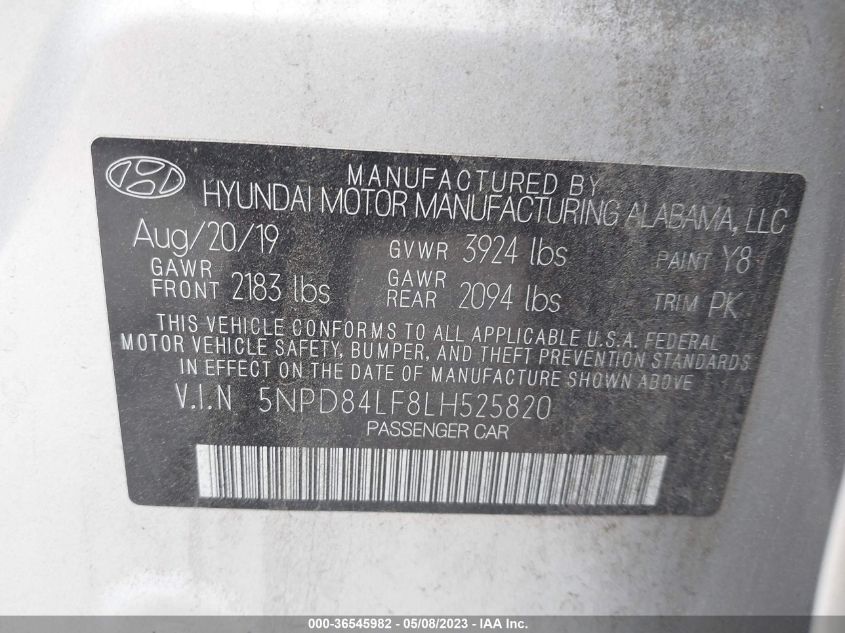 MANUFACTURED BY
HYUNDAI MOTOR MANUFACTURING ALABAMA, LLC
Aug/20/19 GVWR 3924 lbs PAINT Y8
GAWR FRONT 2183 lbs GAWR REAR 2094 lbs TRIM PK
THIS VEHICLE CONFORMS TO ALL APPLICABLE U.S.A. FEDERAL
MOTOR VEHICLE SAFETY, BUMPER, AND THEFT PREVENTION STANDARDS
IN EFFECT ON THE DATE OF MANUFACTURE SHOWN ABOVE
V.I.N 5NPD84LF8LH525820
PASSENGER CAR
000-36545982 - 05/08/2023 - IAA Inc.